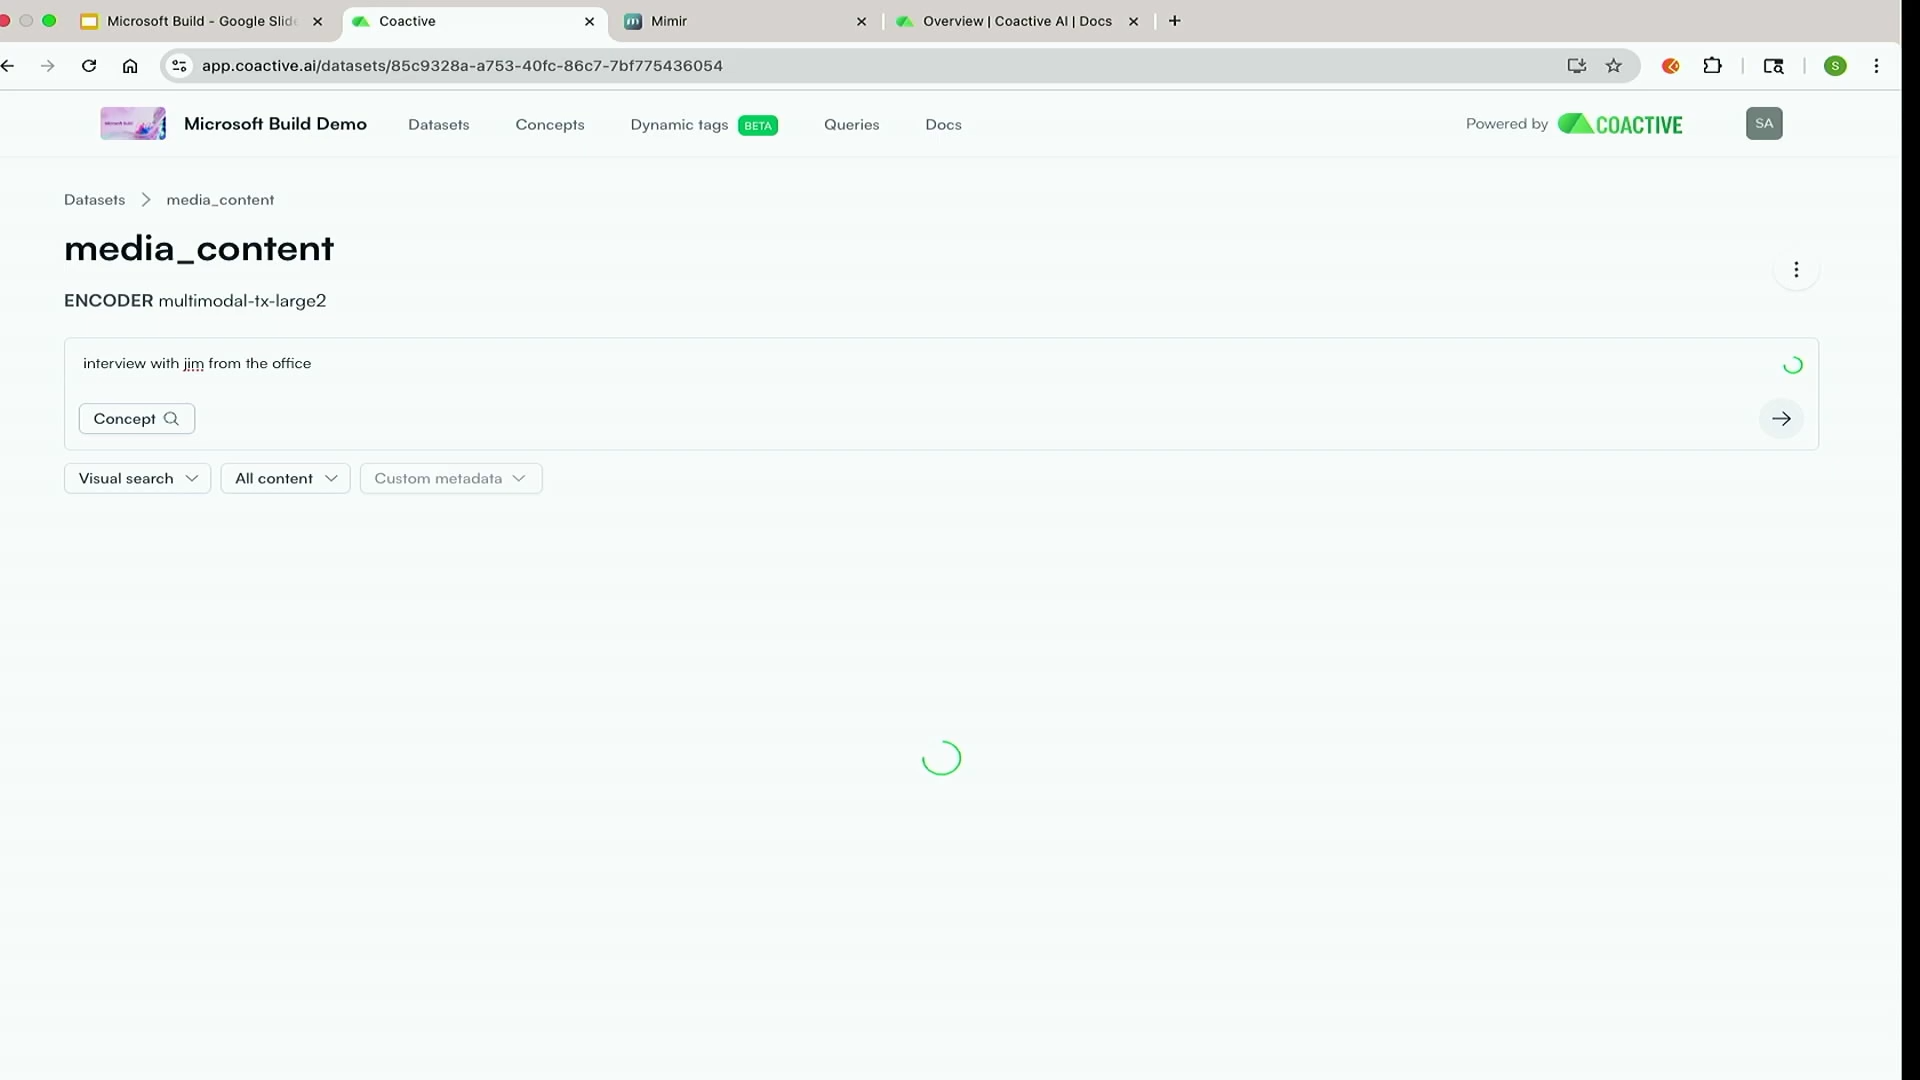 Microsoft Build - Google Slide
Coactive
Mimir
Overview | Coactive AI | Docs
app.coactive.ai/datasets/85c9328a-a753-40fc-86c7-7bf775436054
S
Microsoft Build Demo
Datasets
Concepts
Dynamic tags BETA
Queries
Docs
Powered by COACTIVE
SA
Datasets > media_content
media_content
ENCODER multimodal-tx-large2
interview with jim from the office
Concept
Visual search
All content
Custom metadata